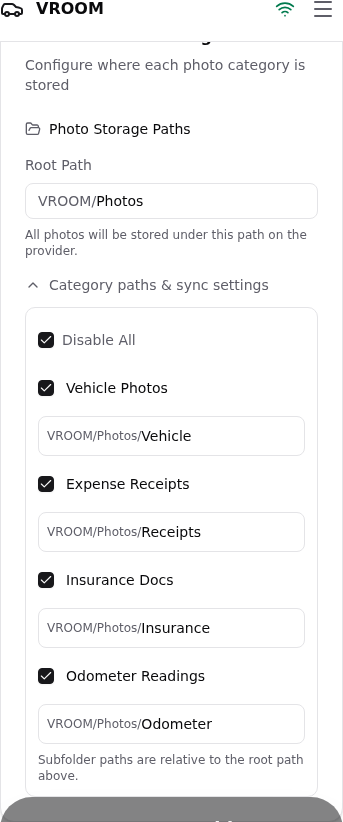 VROOM
Configure where each photo category is
stored
Photo Storage Paths
Root Path
VROOM/Photos
All photos will be stored under this path on the
provider.
Category paths & sync settings
Disable All
Vehicle Photos
VROOM/Photos/Vehicle
Expense Receipts
VROOM/Photos/Receipts
Insurance Docs
VROOM/Photos/Insurance
Odometer Readings
VROOM/Photos/Odometer
Subfolder paths are relative to the root path
above.